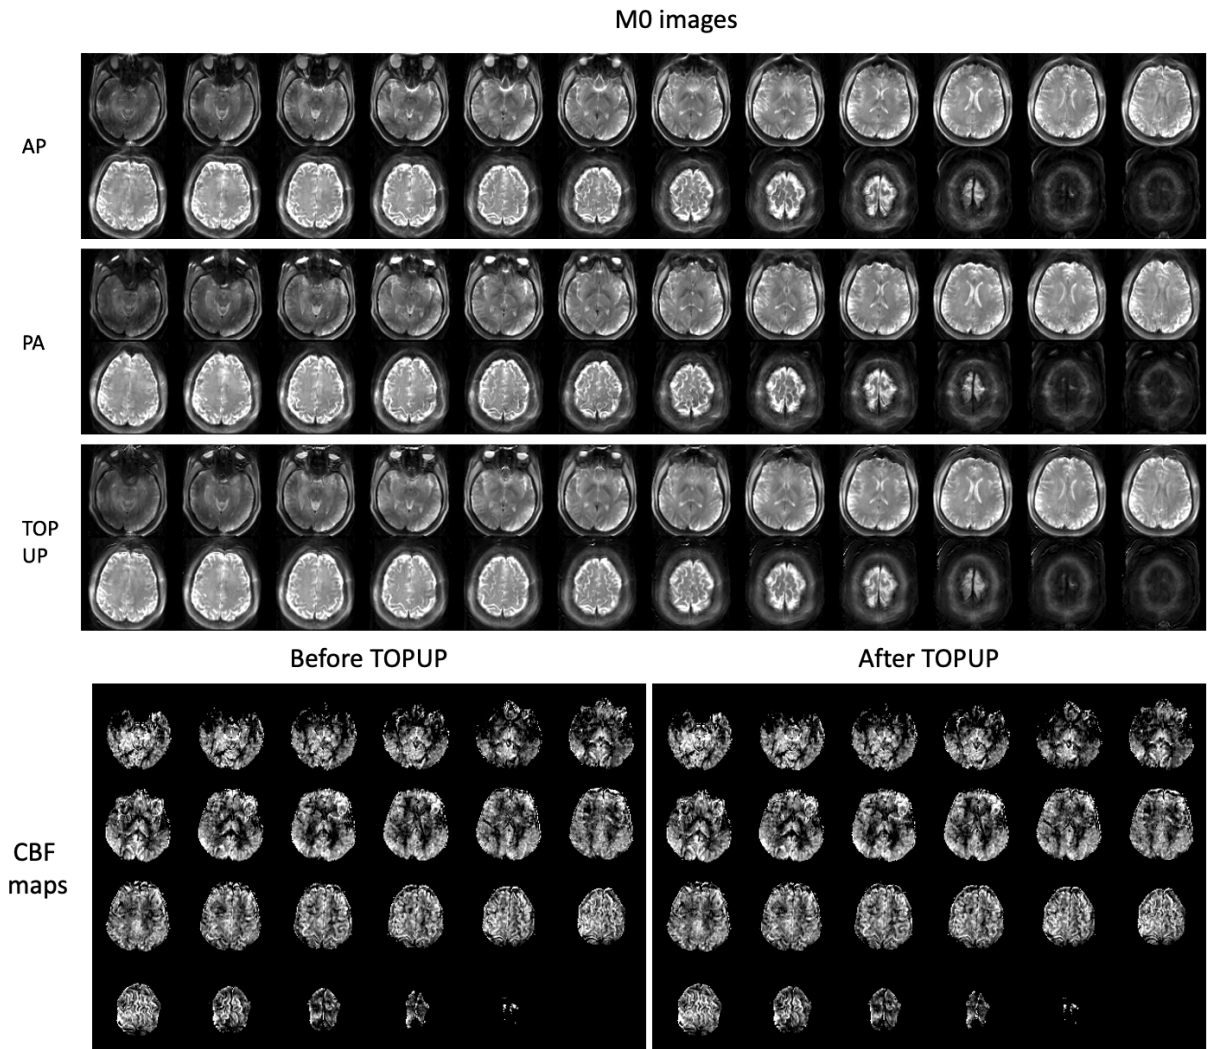 M0 images
AP
PA
TOP
UP
Before TOPUP
After TOPUP
CBF
maps